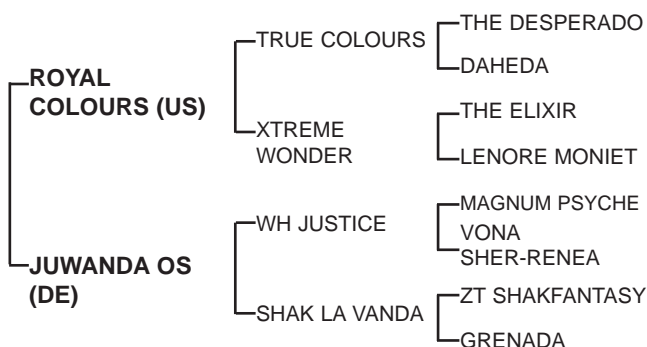 ROYAL
COLOURS (US)
TRUE COLOURS
THE DESPERADO
DAHEDA
XTREME
WONDER
THE ELIXIR
LENORE MONIET
JUWANDA OS
(DE)
WH JUSTICE
MAGNUM PSYCHE
VONA
SHER-RENEA
SHAK LA VANDA
ZT SHAKFANTASY
GRENADA